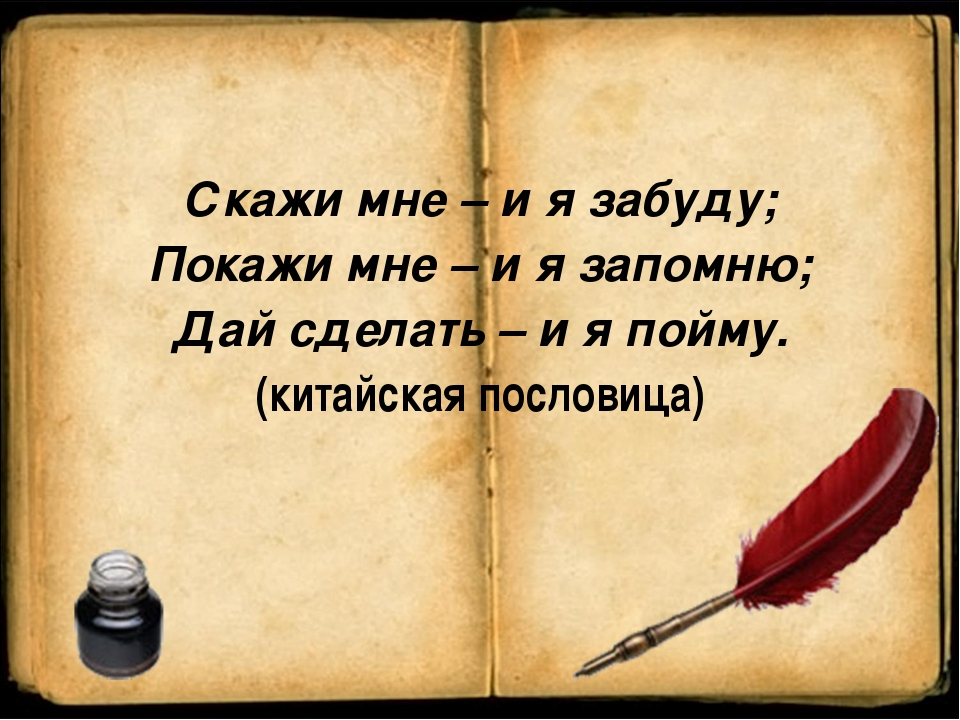 Скажи мне – и я забуду;
Покажи мне – и я запомню;
Дай сделать – и я пойму.
(китайская пословица)